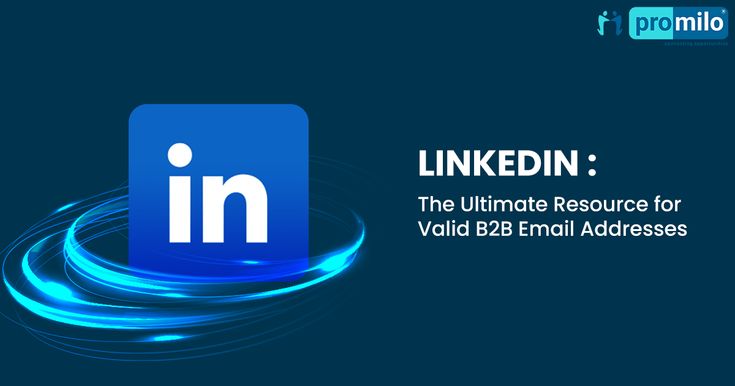 promilo
in
LINKEDIN :
The Ultimate Resource for
Valid B2B Email Addresses